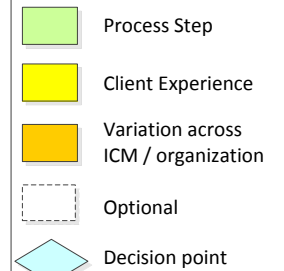 Process Step
Client Experience
Variation across
ICM / organization
Optional
Decision point